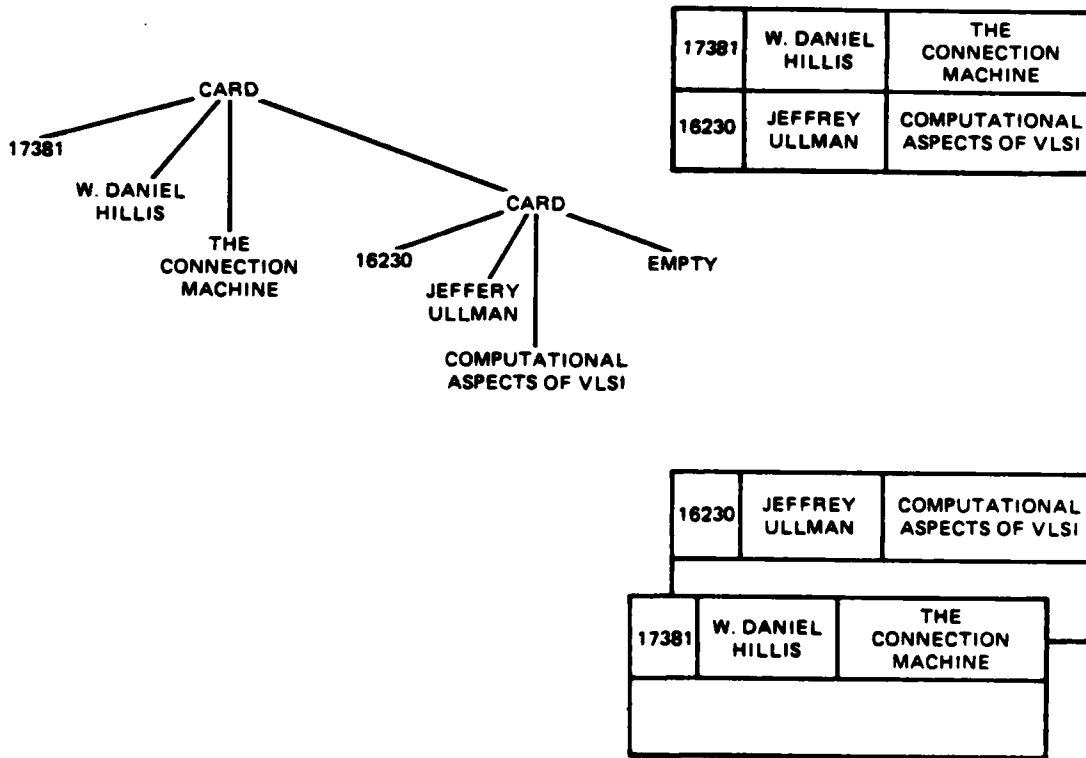 CARD
17381
W. DANIEL
HILLIS
THE
CONNECTION
MACHINE
CARD
16230
JEFFERY
ULLMAN
COMPUTATIONAL
ASPECTS OF VLSI
EMPTY
17381
W. DANIEL
HILLIS
THE
CONNECTION
MACHINE
16230
JEFFREY
ULLMAN
COMPUTATIONAL
ASPECTS OF VLSI
16230
JEFFREY
ULLMAN
COMPUTATIONAL
ASPECTS OF VLSI
17381
W. DANIEL
HILLIS
THE
CONNECTION
MACHINE